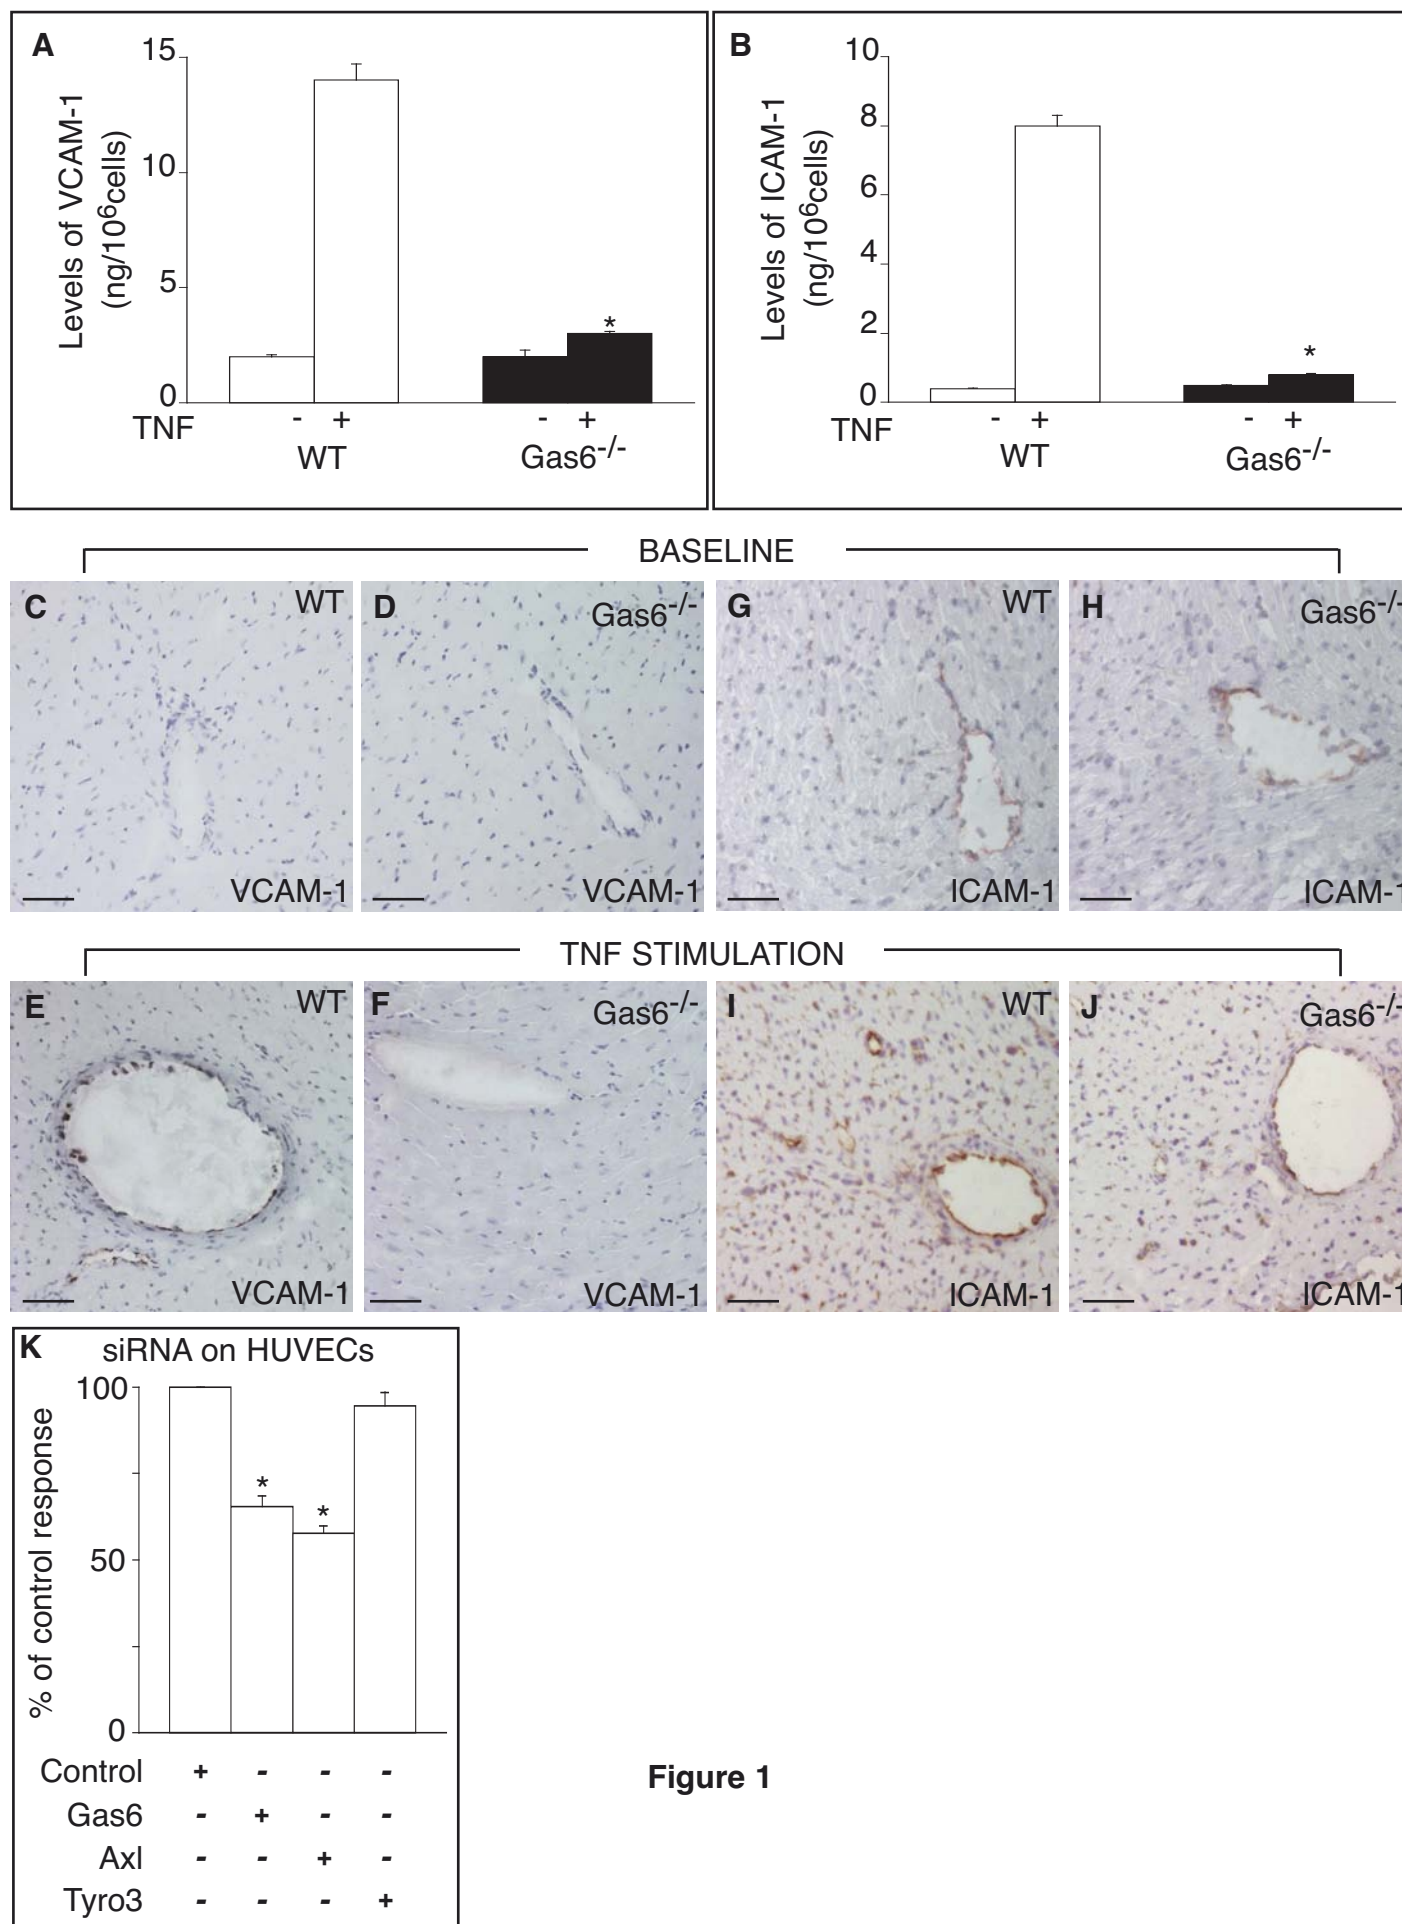 A
15
10
5
0
Levels of VCAM-1
(ng/10⁶cells)
*
TNF - + - +
WT Gas6-/-
B
10
8
6
4
2
0
Levels of ICAM-1
(ng/10⁶cells)
*
TNF - + - +
WT Gas6-/-
BASELINE
C WT
VCAM-1
D Gas6-/-
VCAM-1
G WT
ICAM-1
H Gas6-/-
ICAM-1
TNF STIMULATION
E WT
VCAM-1
F Gas6-/-
VCAM-1
I WT
ICAM-1
J Gas6-/-
ICAM-1
K siRNA on HUVECs
100
50
0
% of control response
* *
Control + - - -
Gas6 - + - -
Axl - - + -
Tyro3 - - - +
Figure 1